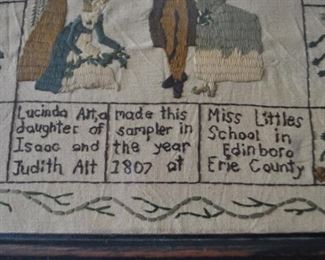 Lucinda Alt, a
daughter of
Isaac and
Judith Alt
made this
sampler in
the year
1807 at
Miss Littles
School in
Edinboro
Erie County